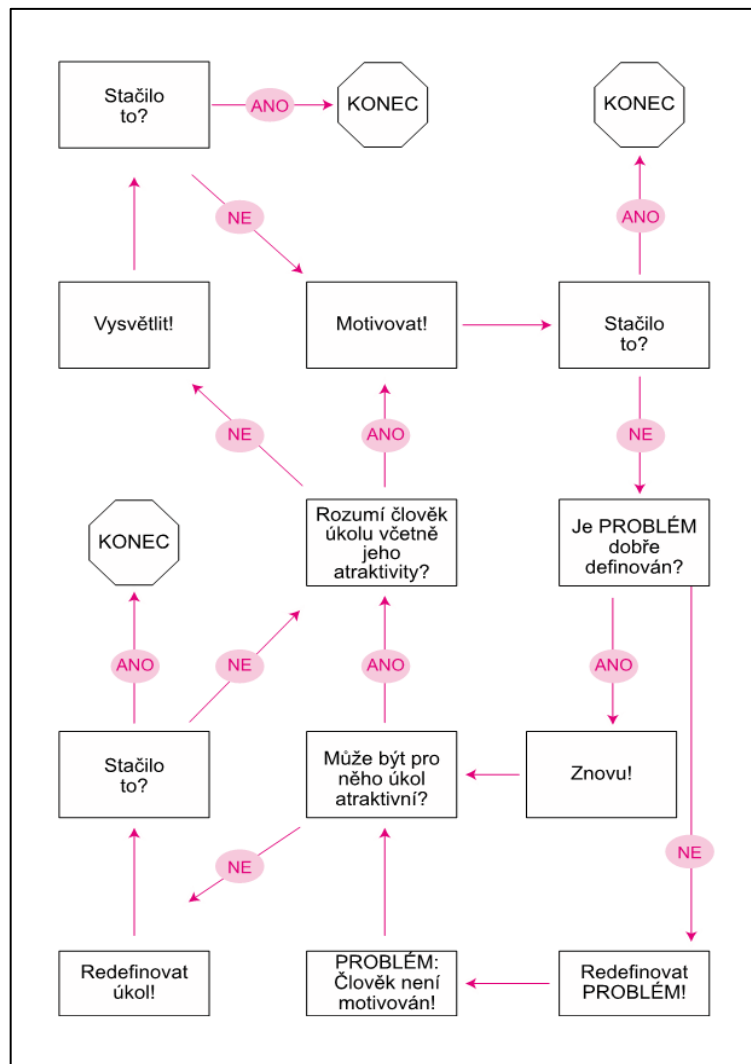 Stačilo
to?
ANO
KONEC
KONEC
NE
ANO
Vysvětlit!
Motivovat!
Stačilo
to?
NE
ANO
NE
KONEC
Rozumí člověk
úkolu včetně
jeho
atraktivity?
Je PROBLÉM
dobře
definován?
ANO
NE
ANO
ANO
Stačilo
to?
Může být pro
něho úkol
atraktivní?
Znovu!
NE
NE
Redefinovat
úkol!
PROBLÉM:
Člověk není
motivován!
Redefinovat
PROBLÉM!